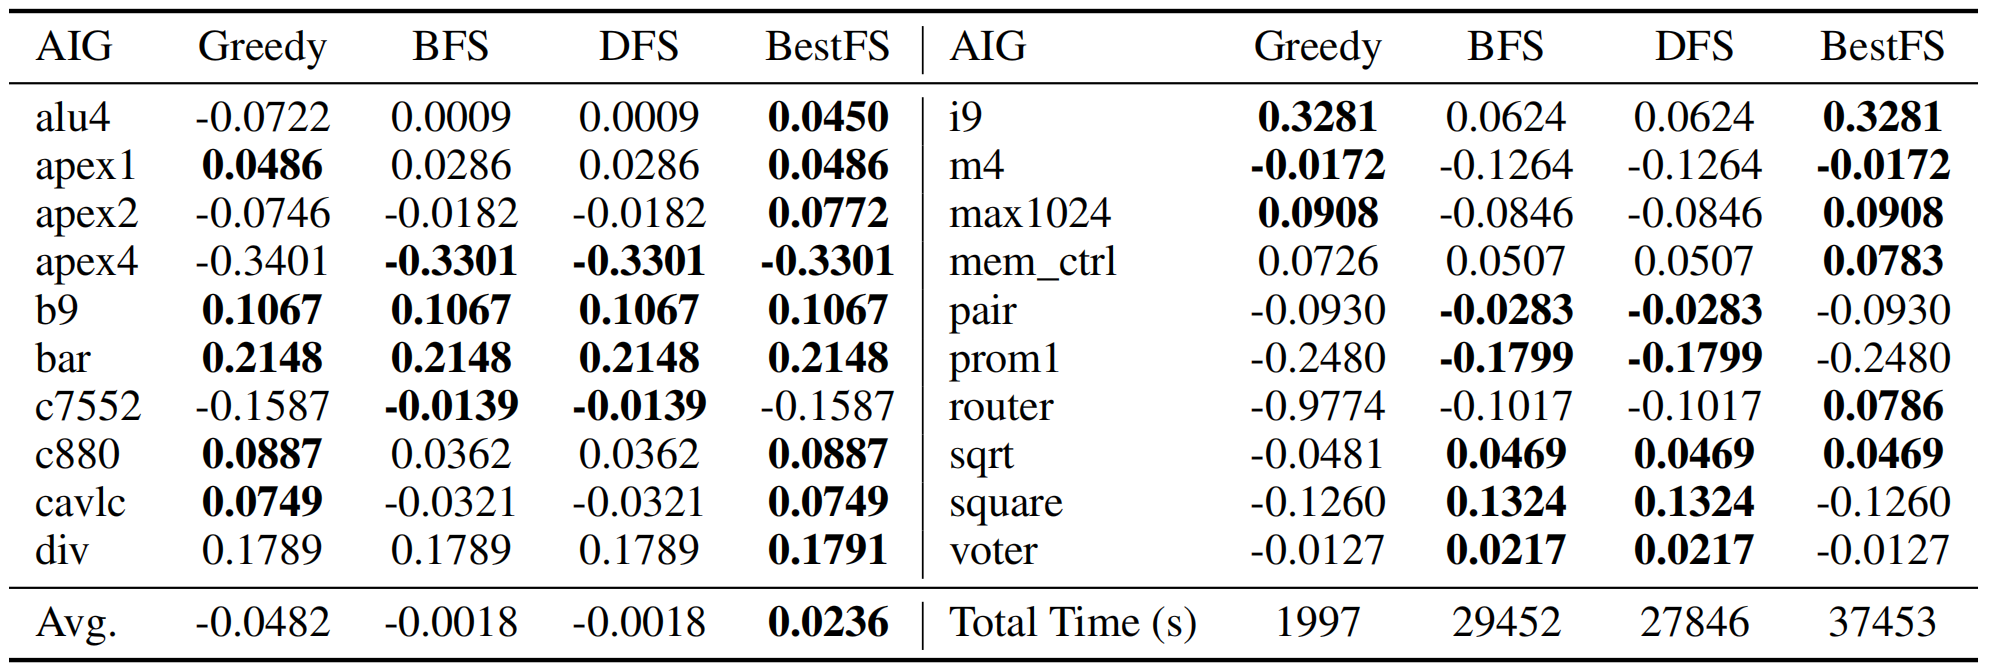 AIG Greedy BFS DFS BestFS AIG Greedy BFS DFS BestFS
alu4 -0.0722 0.0009 0.0009 0.0450 i9 0.3281 0.0624 0.0624 0.3281
apex1 0.0486 0.0286 0.0286 0.0486 m4 -0.0172 -0.1264 -0.1264 -0.0172
apex2 -0.0746 -0.0182 -0.0182 0.0772 max1024 0.0908 -0.0846 -0.0846 0.0908
apex4 -0.3401 -0.3301 -0.3301 -0.3301 mem_ctrl 0.0726 0.0507 0.0507 0.0783
b9 0.1067 0.1067 0.1067 0.1067 pair -0.0930 -0.0283 -0.0283 -0.0930
bar 0.2148 0.2148 0.2148 0.2148 prom1 -0.2480 -0.1799 -0.1799 -0.2480
c7552 -0.1587 -0.0139 -0.0139 -0.1587 router -0.9774 -0.1017 -0.1017 0.0786
c880 0.0887 0.0362 0.0362 0.0887 sqrt -0.0481 0.0469 0.0469 0.0469
cavlc 0.0749 -0.0321 -0.0321 0.0749 square -0.1260 0.1324 0.1324 -0.1260
div 0.1789 0.1789 0.1789 0.1791 voter -0.0127 0.0217 0.0217 -0.0127
Avg. -0.0482 -0.0018 -0.0018 0.0236 Total Time (s) 1997 29452 27846 37453